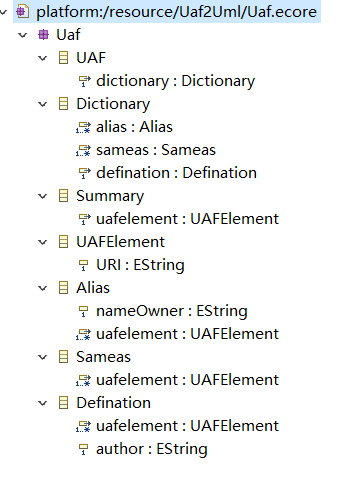 platform:/resource/Uaf2Uml/Uaf.ecore
Uaf
UAF
dictionary : Dictionary
Dictionary
alias : Alias
sameas : Sameas
defination : Defination
Summary
uafelement : UAFElement
UAFElement
URI : EString
Alias
nameOwner : EString
uafelement : UAFElement
Sameas
uafelement : UAFElement
Defination
uafelement : UAFElement
author : EString